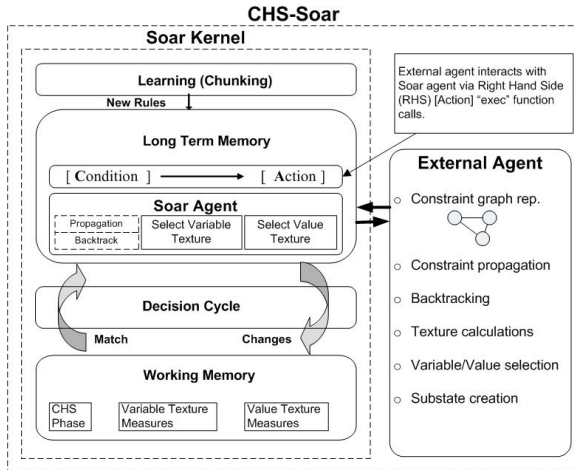 CHS-Soar
Soar Kernel
Learning (Chunking)
New Rules
Long Term Memory
[ Condition ]
[ Action ]
Soar Agent
Propagation
Backtrack
Select Variable
Texture
Select Value
Texture
Decision Cycle
Match
Changes
Working Memory
CHS
Phase
Variable Texture
Measures
Value Texture
Measures
External agent interacts with
Soar agent via Right Hand Side
(RHS) [Action] “exec” function
calls.
External Agent
Constraint graph rep.
Constraint propagation
Backtracking
Texture calculations
Variable/Value selection
Substate creation